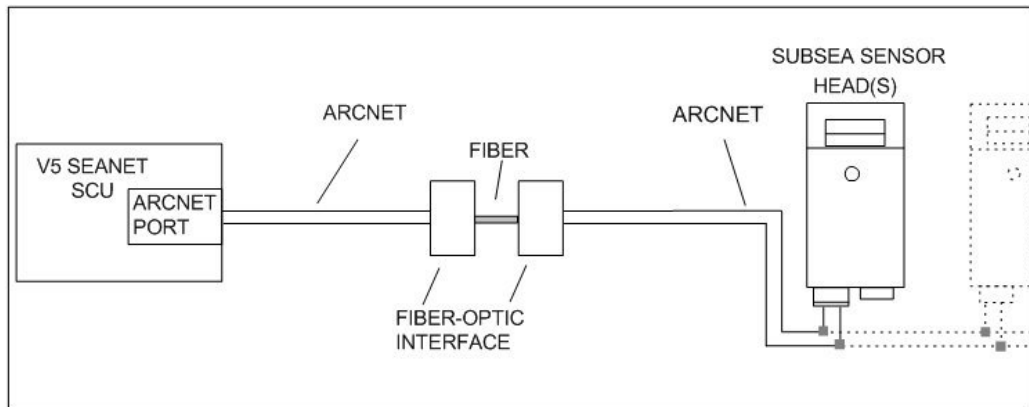 SUBSEA SENSOR
HEAD(S)
ARCNET
ARCNET
FIBER
V5 SEANET
SCU
ARCNET
PORT
FIBER-OPTIC
INTERFACE